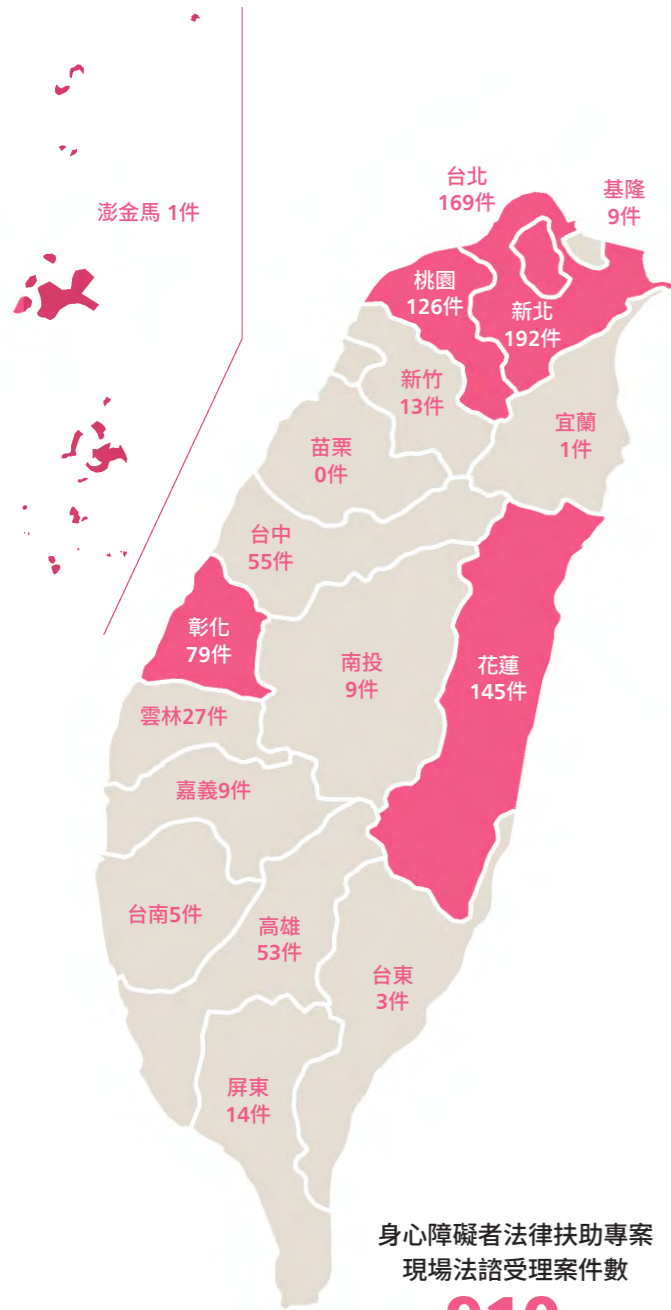 澎金馬 1件
台北
169件
基隆
9件
桃園
126件
新北
192件
新竹
13件
宜蘭
1件
苗栗
0件
台中
55件
彰化
79件
南投
9件
花蓮
145件
雲林27件
嘉義9件
台南5件
高雄
53件
台東
3件
屏東
14件
身心障礙者法律扶助專案
現場法諮受理案件數
910